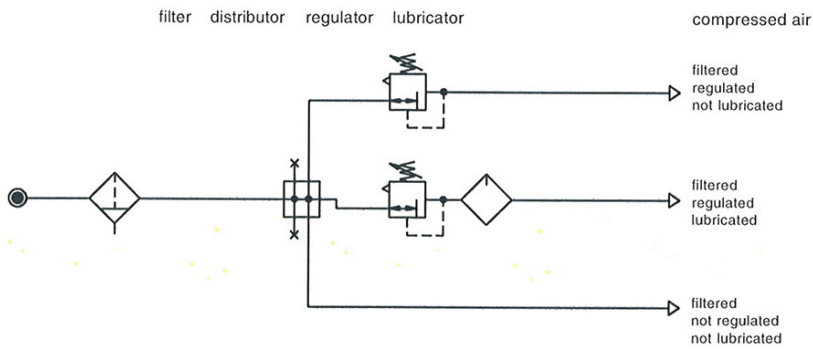 filter distributor regulator lubricator compressed air
filtered
regulated
not lubricated
filtered
regulated
lubricated
filtered
not regulated
not lubricated